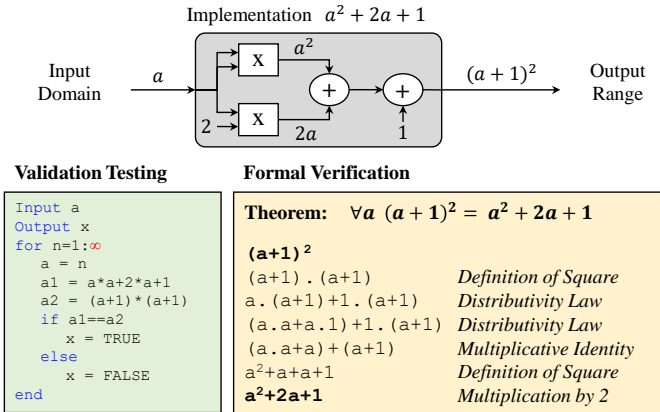 Implementation a² + 2a + 1
Input
Domain
a
x
a²
2
x
2a
+
+
1
(a + 1)²
Output
Range
Validation Testing
Input a
Output x
for n=1:∞
a = n
a1 = a*a+2*a+1
a2 = (a+1)*(a+1)
if a1==a2
x = TRUE
else
x = FALSE
end
Formal Verification
Theorem: ∀a (a + 1)² = a² + 2a + 1
(a+1)²
(a+1).(a+1) Definition of Square
a.(a+1)+1.(a+1) Distributivity Law
(a.a+a.1)+1.(a+1) Distributivity Law
(a.a+a)+(a+1) Multiplicative Identity
a²+a+a+1 Definition of Square
a²+2a+1 Multiplication by 2